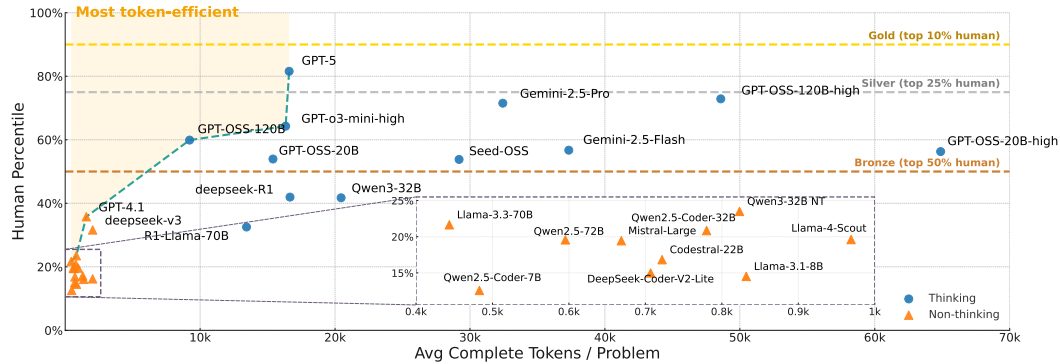 Most token-efficient
100%
80%
60%
40%
20%
0%
Human Percentile
Gold (top 10% human)
Silver (top 25% human)
Bronze (top 50% human)
GPT-5
Gemini-2.5-Pro
GPT-OSS-120B-high
GPT-o3-mini-high
GPT-OSS-120B
GPT-OSS-20B
Seed-OSS
Gemini-2.5-Flash
GPT-OSS-20B-high
deepseek-R1
Qwen3-32B
GPT-4.1
deepseek-v3
R1-Llama-70B
25%
20%
15%
Qwen3-32B NT
Llama-3.3-70B
Qwen2.5-Coder-32B
Qwen2.5-72B
Mistral-Large
Llama-4-Scout
Codestral-22B
Qwen2.5-Coder-7B
DeepSeek-Coder-V2-Lite
Llama-3.1-8B
0.4k
0.5k
0.6k
0.7k
0.8k
0.9k
1k
Thinking
Non-thinking
10k
20k
30k
40k
50k
60k
70k
Avg Complete Tokens / Problem